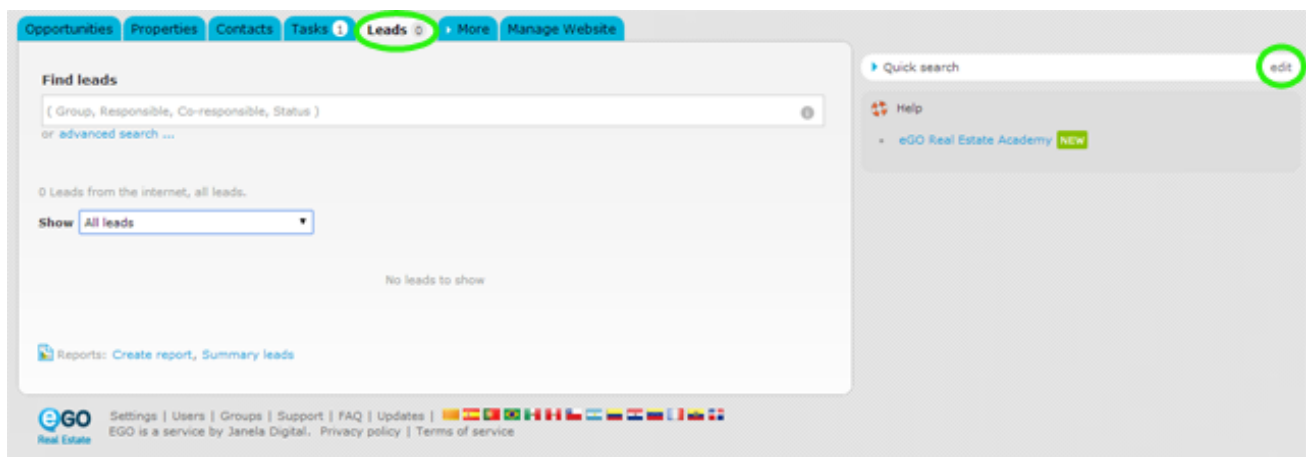 Opportunities Properties Contacts Tasks 1 Leads 0 More Manage Website
Quick search edit
Find leads
( Group, Responsible, Co-responsible, Status )
Help
or advanced search ...
eGO Real Estate Academy NEW
0 Leads from the internet, all leads.
Show All leads
No leads to show
Reports: Create report, Summary leads
eGO Real Estate
Settings | Users | Groups | Support | FAQ | Updates |
EGO is a service by Janela Digital. Privacy policy | Terms of service